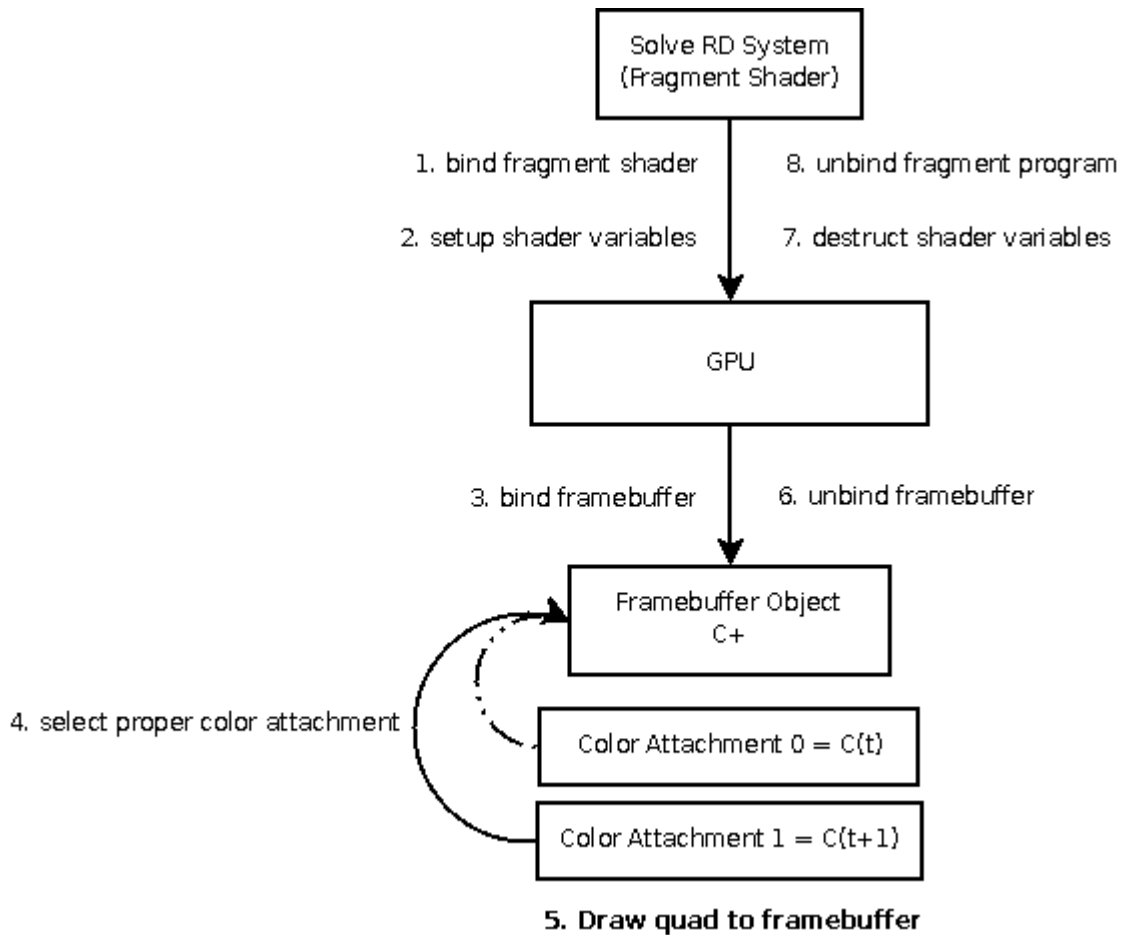 Solve RD System
(Fragment Shader)
1. bind fragment shader
8. unbind fragment program
2. setup shader variables
7. destruct shader variables
GPU
3. bind framebuffer
6. unbind framebuffer
Framebuffer Object
C+
4. select proper color attachment
Color Attachment 0 = C(t)
Color Attachment 1 = C(t+1)
5. Draw quad to framebuffer